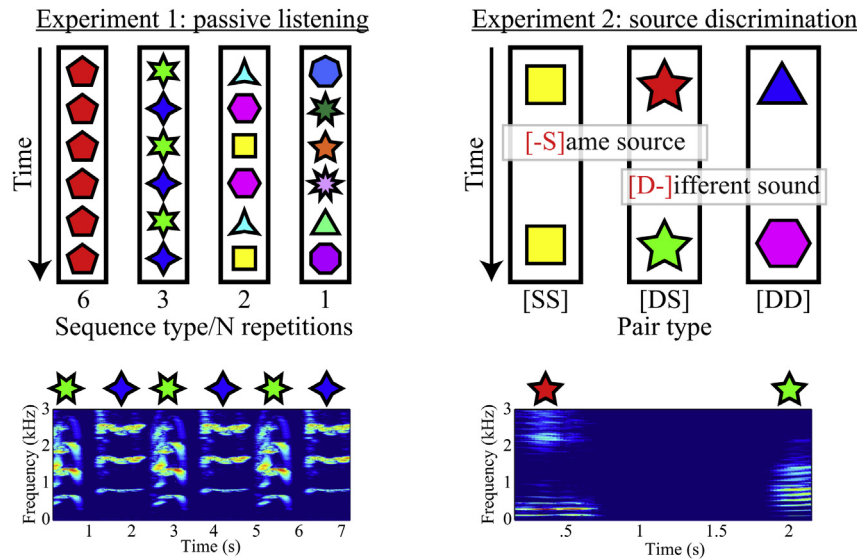 Experiment 1: passive listening
Time
6 3 2 1
Sequence type/N repetitions
Frequency (kHz)
3
2
1
0
1 2 3 4 5 6 7
Time (s)
Experiment 2: source discrimination
Time
[-S]ame source
[D-]ifferent sound
[SS] [DS] [DD]
Pair type
Frequency (kHz)
3
2
1
0
.5 1 1.5 2
Time (s)